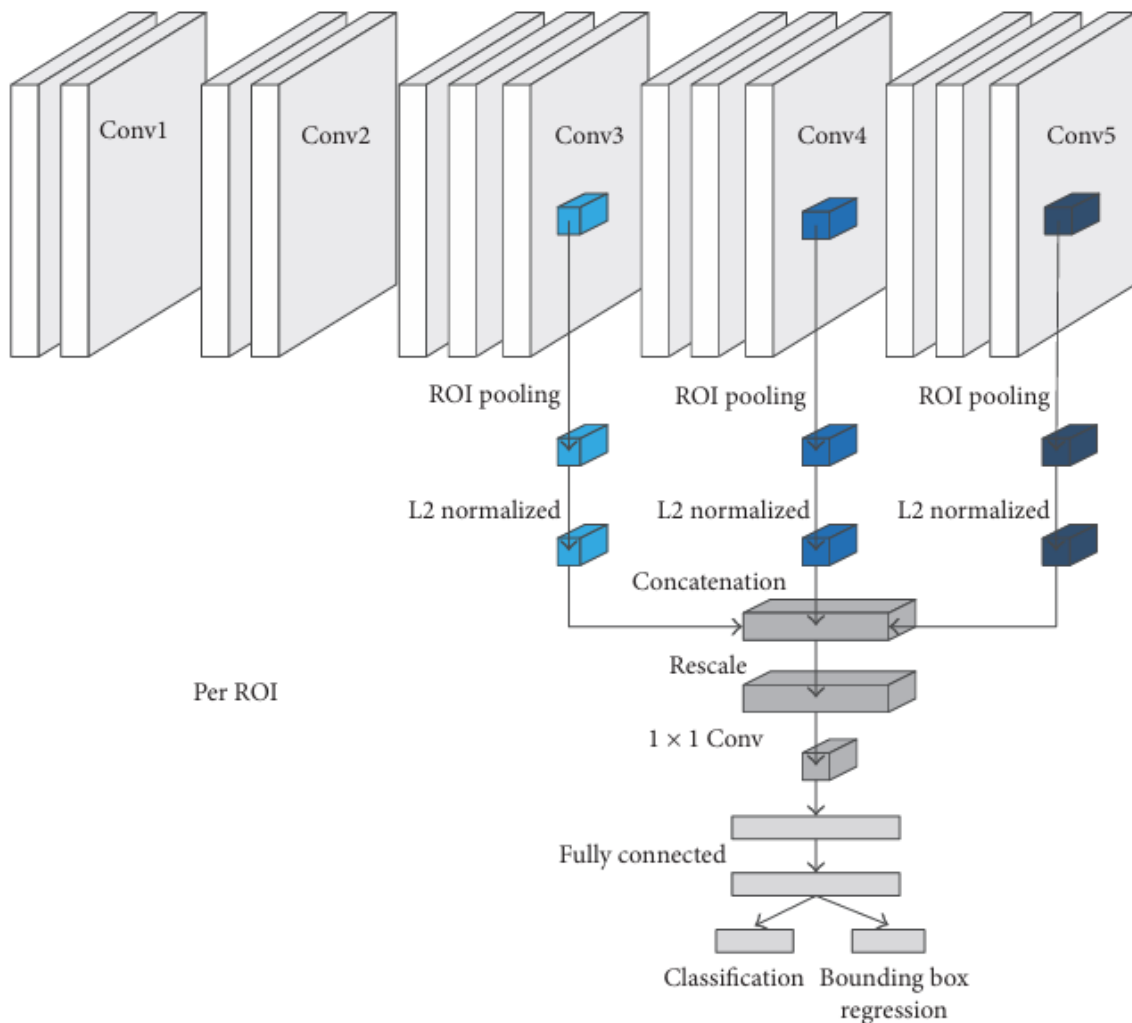 Conv1
Conv2
Conv3
Conv4
Conv5
ROI pooling
ROI pooling
ROI pooling
L2 normalized
L2 normalized
L2 normalized
Concatenation
Rescale
Per ROI
1 × 1 Conv
Fully connected
Classification
Bounding box
regression